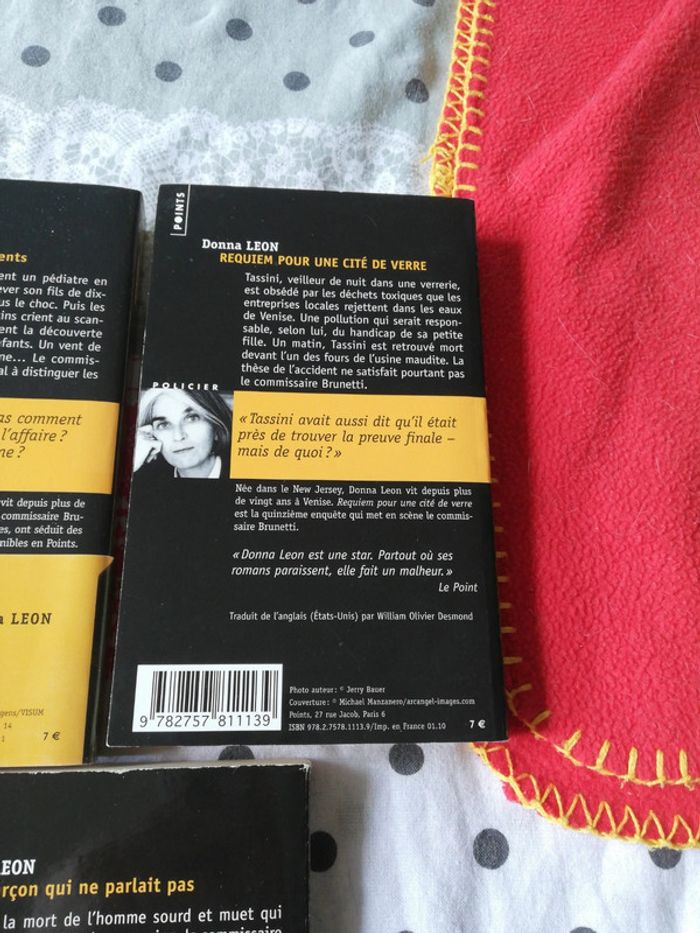 ents
ent un pédiatre en
ever son fils de dix-
us le choc. Puis les
ins crient au scan-
ent la découverte
fants. Un vent de
ne... Le commis-
al à distinguer les
as comment
l'affaire ?
ne ?
vit depuis plus de
commissaire Bru-
es, ont séduit des
nibles en Points.
a LEON
gens/VISUM
14
1
7 €
POINTS
Donna LEON
REQUIEM POUR UNE CITÉ DE VERRE
Tassini, veilleur de nuit dans une verrerie,
est obsédé par les déchets toxiques que les
entreprises locales rejettent dans les eaux
de Venise. Une pollution qui serait respon-
sable, selon lui, du handicap de sa petite
fille. Un matin, Tassini est retrouvé mort
devant l'un des fours de l'usine maudite. La
thèse de l'accident ne satisfait pourtant pas
le commissaire Brunetti.
POLICIER
« Tassini avait aussi dit qu'il était
près de trouver la preuve finale –
mais de quoi ? »
Née dans le New Jersey, Donna Leon vit depuis plus
de vingt ans à Venise. Requiem pour une cité de verre
est la quinzième enquête qui met en scène le commis-
saire Brunetti.
« Donna Leon est une star. Partout où ses
romans paraissent, elle fait un malheur. »
Le Point
Traduit de l'anglais (États-Unis) par William Olivier Desmond
9 782757 811139
Photo auteur : © Jerry Bauer
Couverture : © Michael Manzanero/arcangel-images.com
Points, 27 rue Jacob, Paris 6
ISBN 978.2.7578.1113.9/Imp. en France 01.10
7 €
LEON
rçon qui ne parlait pas
la mort de l'homme sourd et muet qui
commissaire